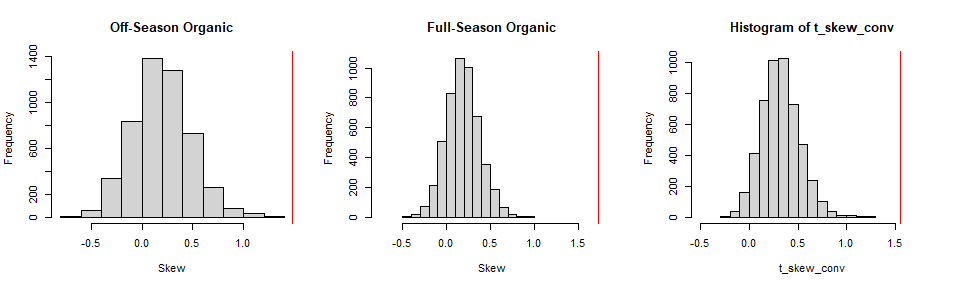 Off-Season Organic
Frequency
0 200 600 1000 1400
-0.5 0.0 0.5 1.0
Skew
Full-Season Organic
Frequency
0 200 400 600 800 1000
-0.5 0.0 0.5 1.0 1.5
Skew
Histogram of t_skew_conv
Frequency
0 200 400 600 800 1000
-0.5 0.0 0.5 1.0 1.5
t_skew_conv